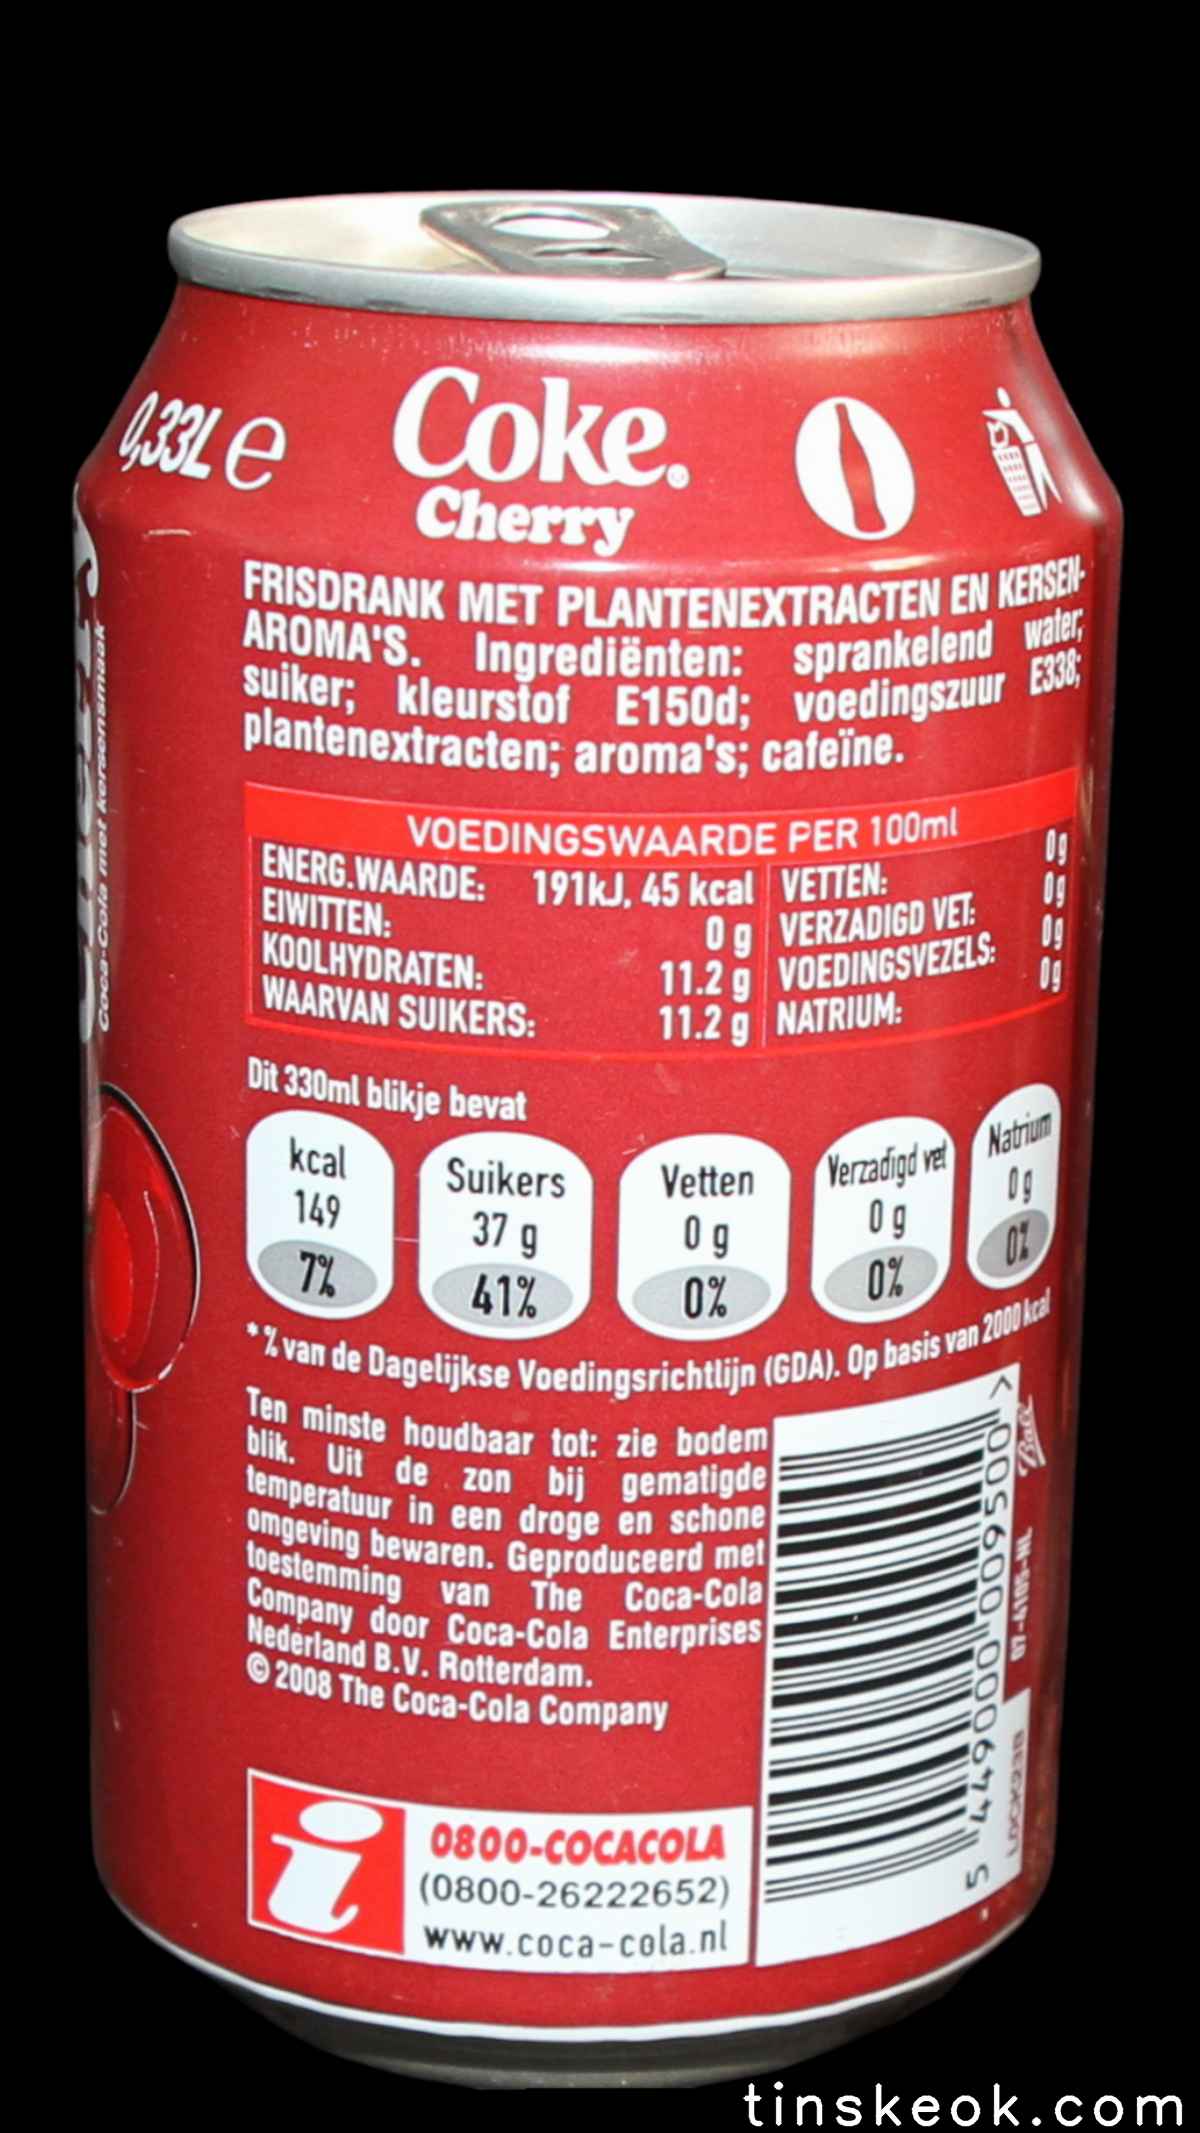 0,33L e
Coke®
Cherry
Coca-Cola met kersensmaak
FRISDRANK MET PLANTENEXTRACTEN EN KERSEN-
AROMA'S. Ingrediënten: sprankelend water;
suiker; kleurstof E150d; voedingszuur E338;
plantenextracten; aroma's; cafeïne.
VOEDINGSWAARDE PER 100ml
ENERG.WAARDE: 191kJ, 45 kcal VETTEN: 0g
EIWITTEN: 0 g VERZADIGD VET: 0g
KOOLHYDRATEN: 11.2 g VOEDINGSVEZELS: 0g
WAARVAN SUIKERS: 11.2 g NATRIUM: 0g
Dit 330ml blikje bevat
kcal Suikers Vetten Verzadigd vet Natrium
149 37 g 0 g 0 g 0 g
7% 41% 0% 0% 0%
* % van de Dagelijkse Voedingsrichtlijn (GDA). Op basis van 2000 kcal
Ten minste houdbaar tot: zie bodem
blik. Uit de zon bij gematigde
temperatuur in een droge en schone
omgeving bewaren. Geproduceerd met
toestemming van The Coca-Cola
Company door Coca-Cola Enterprises
Nederland B.V. Rotterdam.
© 2008 The Coca-Cola Company
5 449000 009500 >
Ball
07-4105-NL
i
0800-COCACOLA
(0800-26222652)
www.coca-cola.nl
tinskeok.com